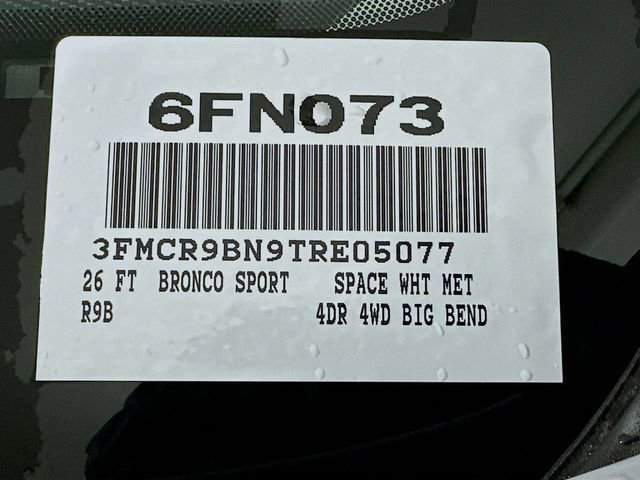 6FN073
3FMCR9BN9TRE05077
26 FT BRONCO SPORT SPACE WHT MET
R9B 4DR 4WD BIG BEND